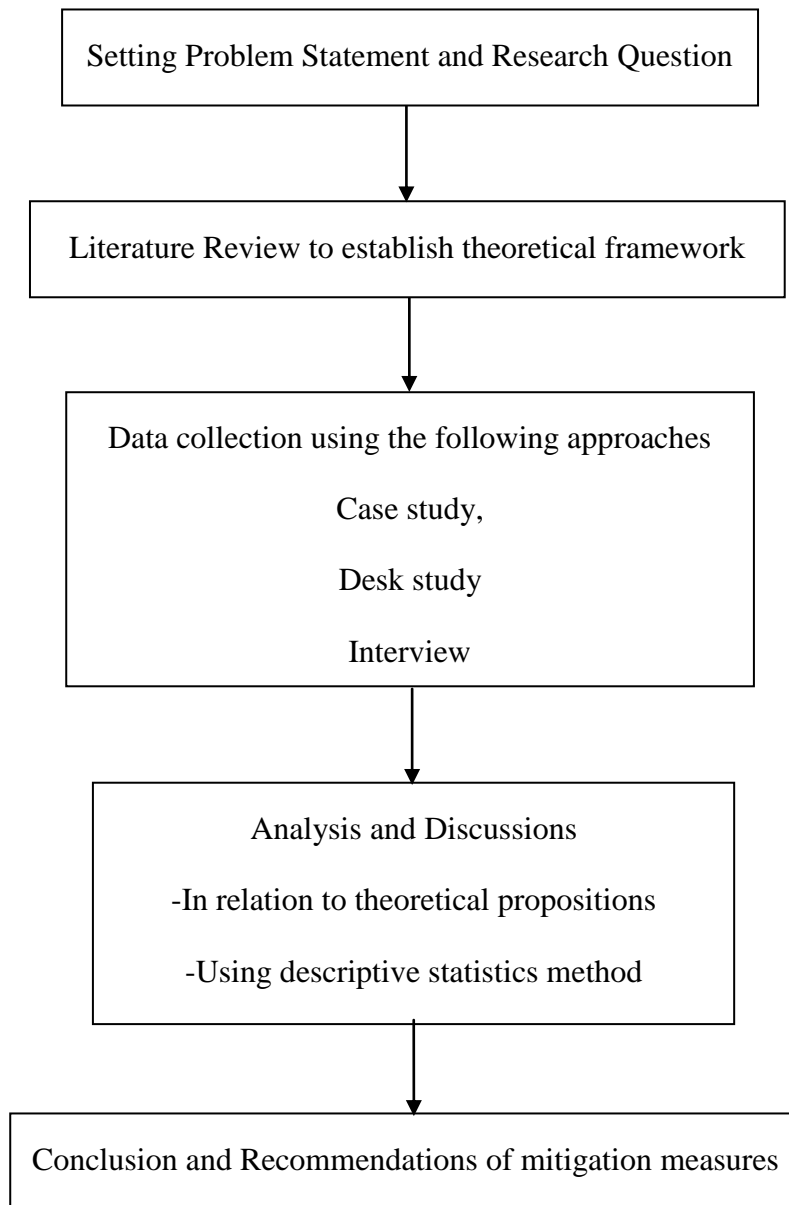 Setting Problem Statement and Research Question
Literature Review to establish theoretical framework
Data collection using the following approaches
Case study,
Desk study
Interview
Analysis and Discussions
-In relation to theoretical propositions
-Using descriptive statistics method
Conclusion and Recommendations of mitigation measures